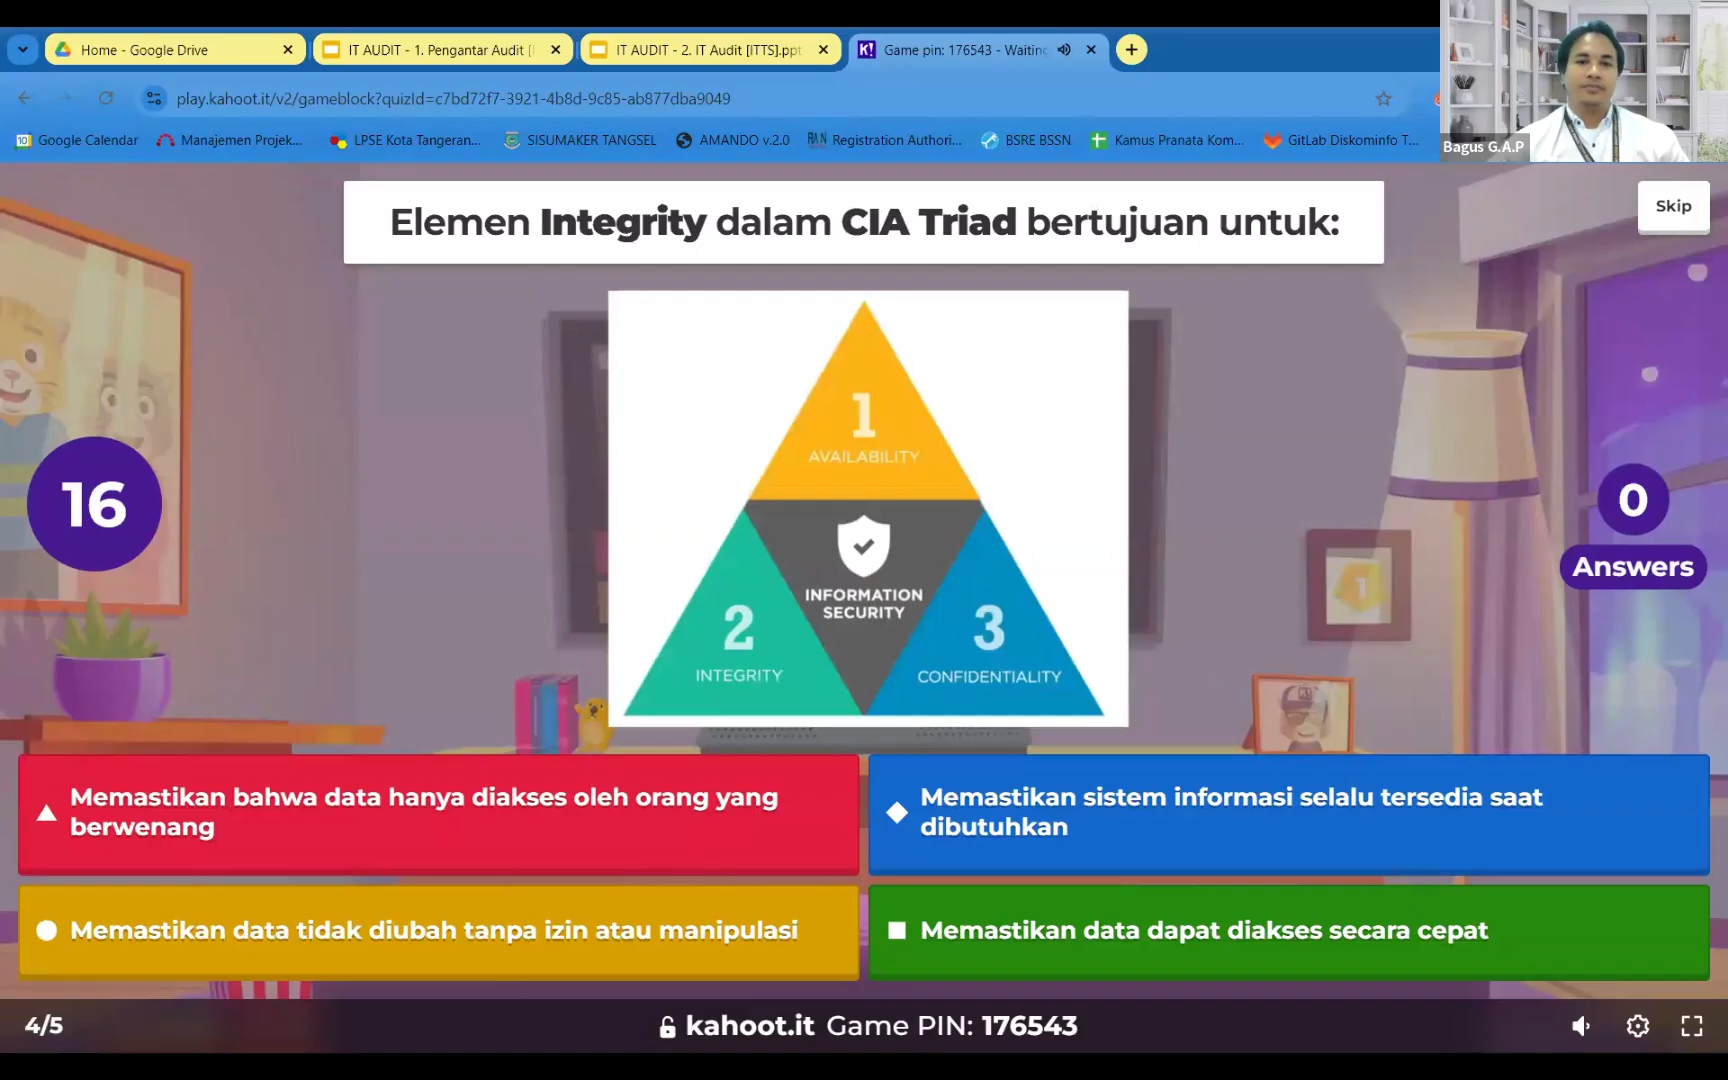 Home - Google Drive
IT AUDIT - 1. Pengantar Audit [
IT AUDIT - 2. IT Audit [ITTS].ppt
K!
Game pin: 176543 - Waitin
play.kahoot.it/v2/gameblock?quizId=c7bd72f7-3921-4b8d-9c85-ab877dba9049
10 Google Calendar
Manajemen Projek...
LPSE Kota Tangeran...
SISUMAKER TANGSEL
AMANDO v.2.0
Registration Authori...
BSRE BSSN
Kamus Pranata Kom...
GitLab Diskominfo T...
Bagus G.A.P
Elemen Integrity dalam CIA Triad bertujuan untuk:
Skip
1
AVAILABILITY
INFORMATION
SECURITY
2
INTEGRITY
3
CONFIDENTIALITY
16
0
Answers
Memastikan bahwa data hanya diakses oleh orang yang
berwenang
Memastikan sistem informasi selalu tersedia saat
dibutuhkan
Memastikan data tidak diubah tanpa izin atau manipulasi
Memastikan data dapat diakses secara cepat
4/5
kahoot.it Game PIN: 176543